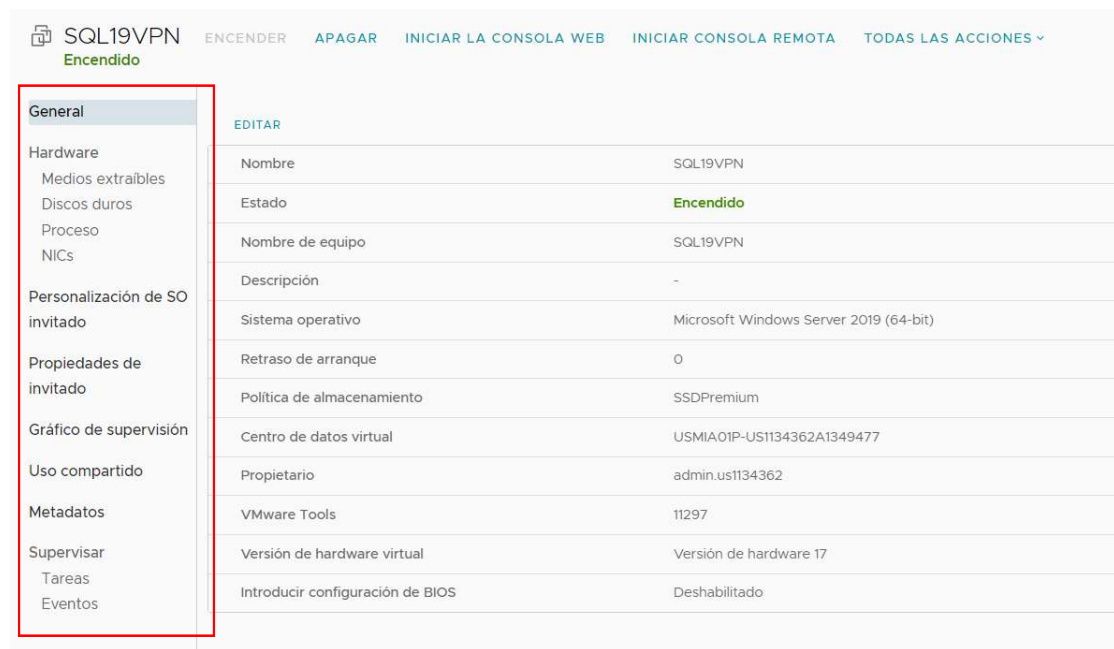 SQL19VPN ENCENDER APAGAR INICIAR LA CONSOLA WEB INICIAR CONSOLA REMOTA TODAS LAS ACCIONES
Encendido
General
Hardware
Medios extraíbles
Discos duros
Proceso
NICs
Personalización de SO
invitado
Propiedades de
invitado
Gráfico de supervisión
Uso compartido
Metadatos
Supervisar
Tareas
Eventos
EDITAR
Nombre SQL19VPN
Estado Encendido
Nombre de equipo SQL19VPN
Descripción -
Sistema operativo Microsoft Windows Server 2019 (64-bit)
Retraso de arranque 0
Política de almacenamiento SSDPremium
Centro de datos virtual USMIA01P-US1134362A1349477
Propietario admin.us1134362
VMware Tools 11297
Versión de hardware virtual Versión de hardware 17
Introducir configuración de BIOS Deshabilitado